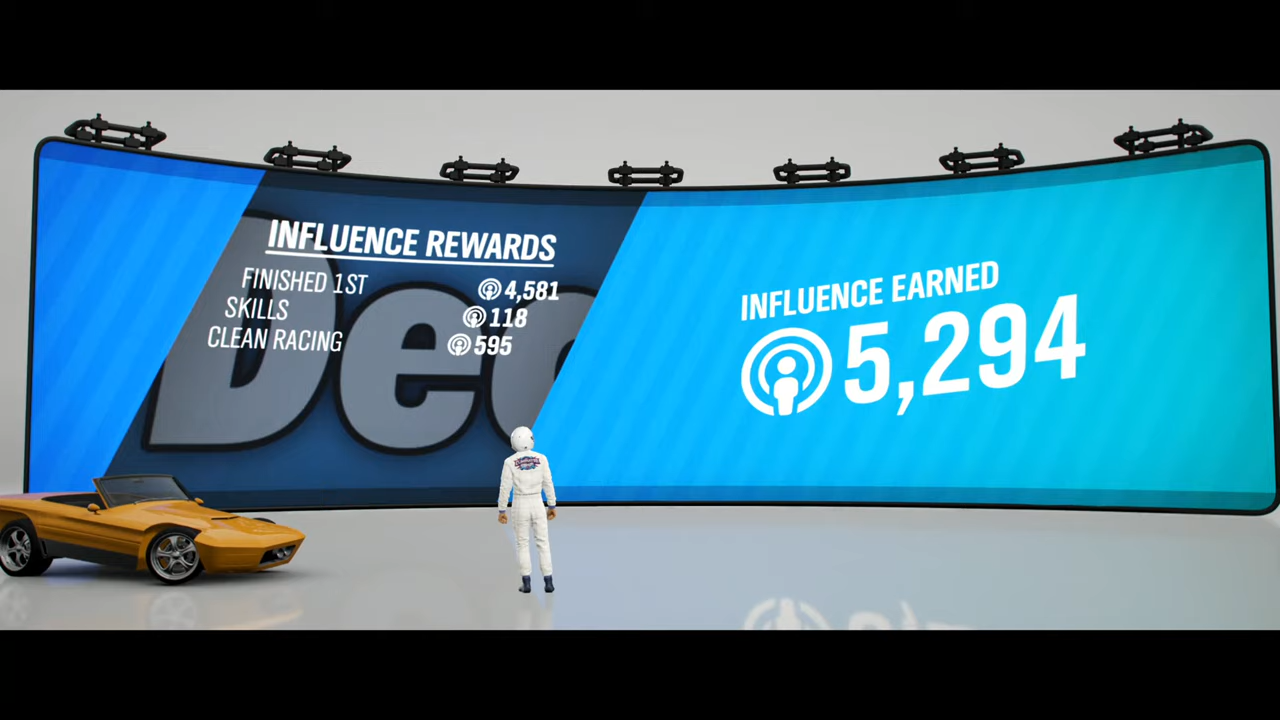 INFLUENCE REWARDS
FINISHED 1ST 4,581
SKILLS 118
CLEAN RACING 595
INFLUENCE EARNED
5,294